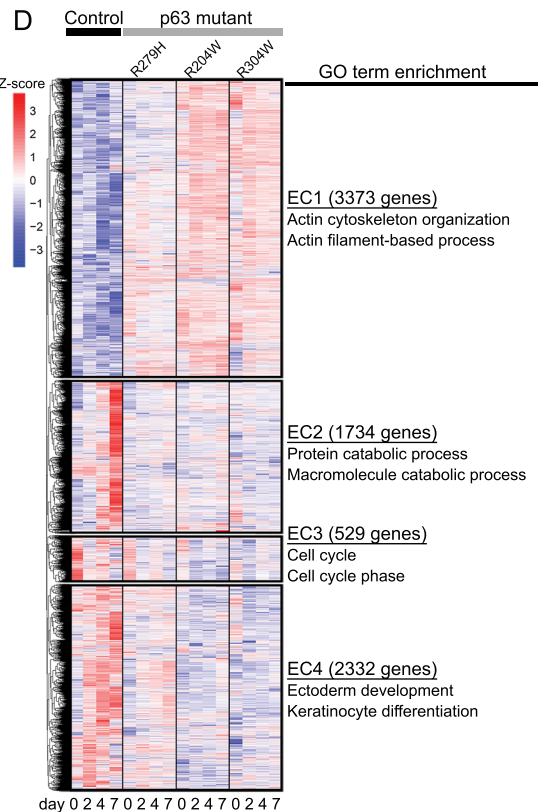 D
Control
p63 mutant
R279H
R204W
R304W
GO term enrichment
Z-score
3
2
1
0
−1
−2
−3
EC1 (3373 genes)
Actin cytoskeleton organization
Actin filament-based process
EC2 (1734 genes)
Protein catabolic process
Macromolecule catabolic process
EC3 (529 genes)
Cell cycle
Cell cycle phase
EC4 (2332 genes)
Ectoderm development
Keratinocyte differentiation
day 0 2 4 7 0 2 4 7 0 2 4 7 0 2 4 7